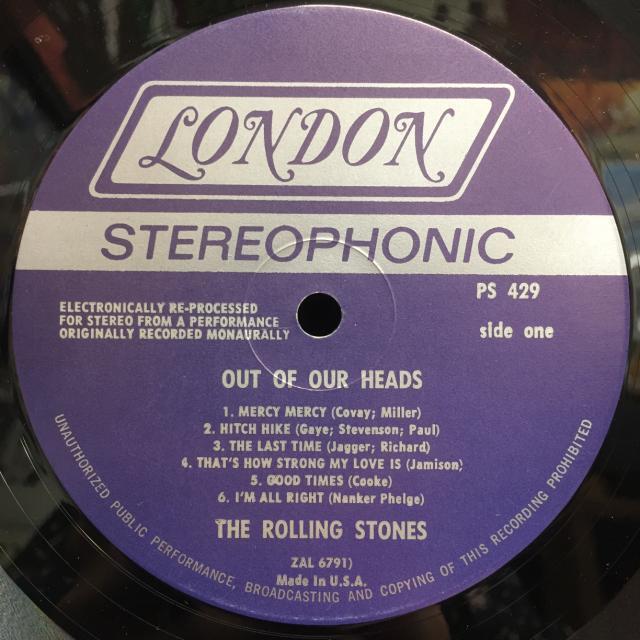 LONDON
STEREOPHONIC
PS 429
ELECTRONICALLY RE-PROCESSED
FOR STEREO FROM A PERFORMANCE
ORIGINALLY RECORDED MONAURALLY
side one
OUT OF OUR HEADS
1. MERCY MERCY (Covay; Miller)
2. HITCH HIKE (Gaye; Stevenson; Paul)
3. THE LAST TIME (Jagger; Richard)
4. THAT'S HOW STRONG MY LOVE IS (Jamison)
5. GOOD TIMES (Cooke)
6. I'M ALL RIGHT (Nanker Phelge)
THE ROLLING STONES
ZAL 6791)
Made In U.S.A.
UNAUTHORIZED PUBLIC PERFORMANCE, BROADCASTING AND COPYING OF THIS RECORDING PROHIBITED